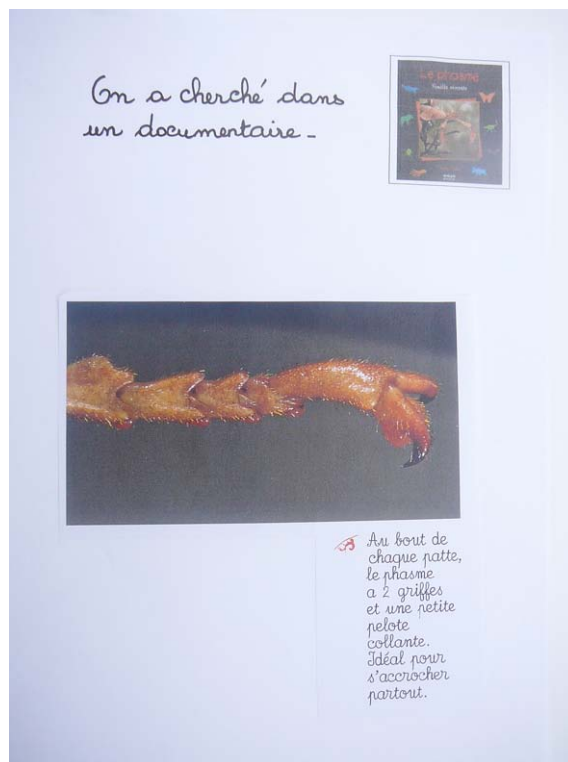 On a cherché dans
un documentaire -
Le phasme
Au bout de
chaque patte,
le phasme
a 2 griffes
et une petite
pelote
collante.
Idéal pour
s'accrocher
partout.